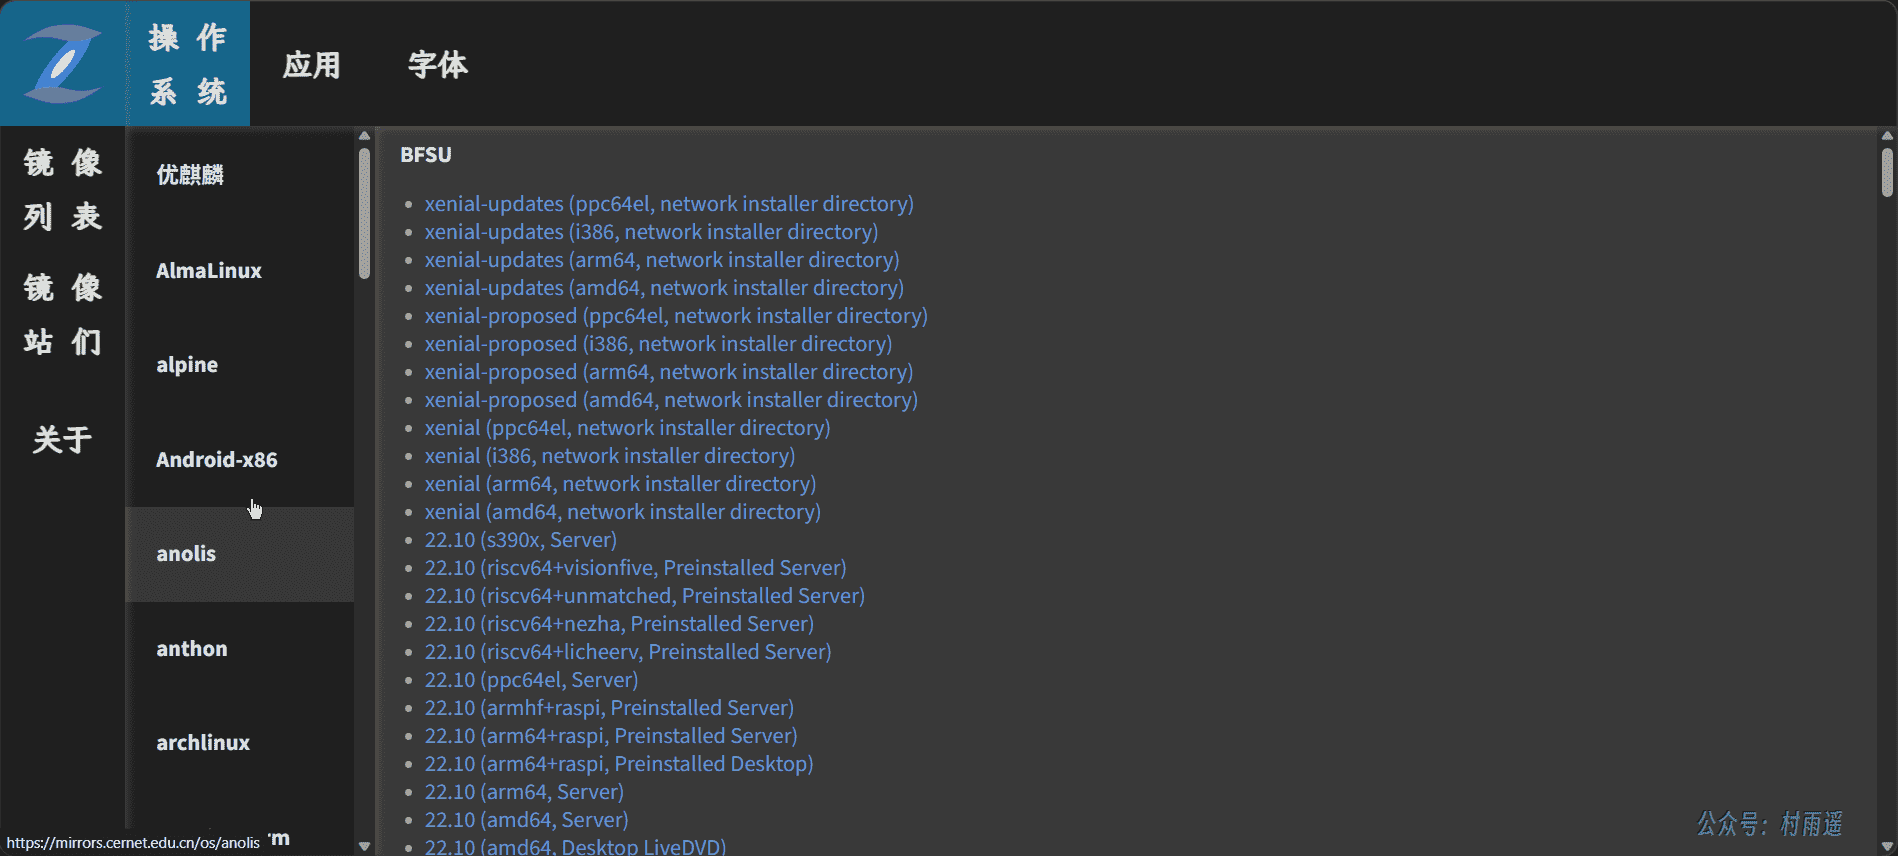 操 作
系 统
应用
字体
镜 像
列 表
镜 像
站 们
关于
优麒麟
AlmaLinux
alpine
Android-x86
anolis
anthon
archlinux
https://mirrors.cernet.edu.cn/os/anolis
BFSU
xenial-updates (ppc64el, network installer directory)
xenial-updates (i386, network installer directory)
xenial-updates (arm64, network installer directory)
xenial-updates (amd64, network installer directory)
xenial-proposed (ppc64el, network installer directory)
xenial-proposed (i386, network installer directory)
xenial-proposed (arm64, network installer directory)
xenial-proposed (amd64, network installer directory)
xenial (ppc64el, network installer directory)
xenial (i386, network installer directory)
xenial (arm64, network installer directory)
xenial (amd64, network installer directory)
22.10 (s390x, Server)
22.10 (riscv64+visionfive, Preinstalled Server)
22.10 (riscv64+unmatched, Preinstalled Server)
22.10 (riscv64+nezha, Preinstalled Server)
22.10 (riscv64+licheerv, Preinstalled Server)
22.10 (ppc64el, Server)
22.10 (armhf+raspi, Preinstalled Server)
22.10 (arm64+raspi, Preinstalled Server)
22.10 (arm64+raspi, Preinstalled Desktop)
22.10 (arm64, Server)
22.10 (amd64, Server)
22.10 (amd64, Desktop LiveDVD)
公众号：村雨遥